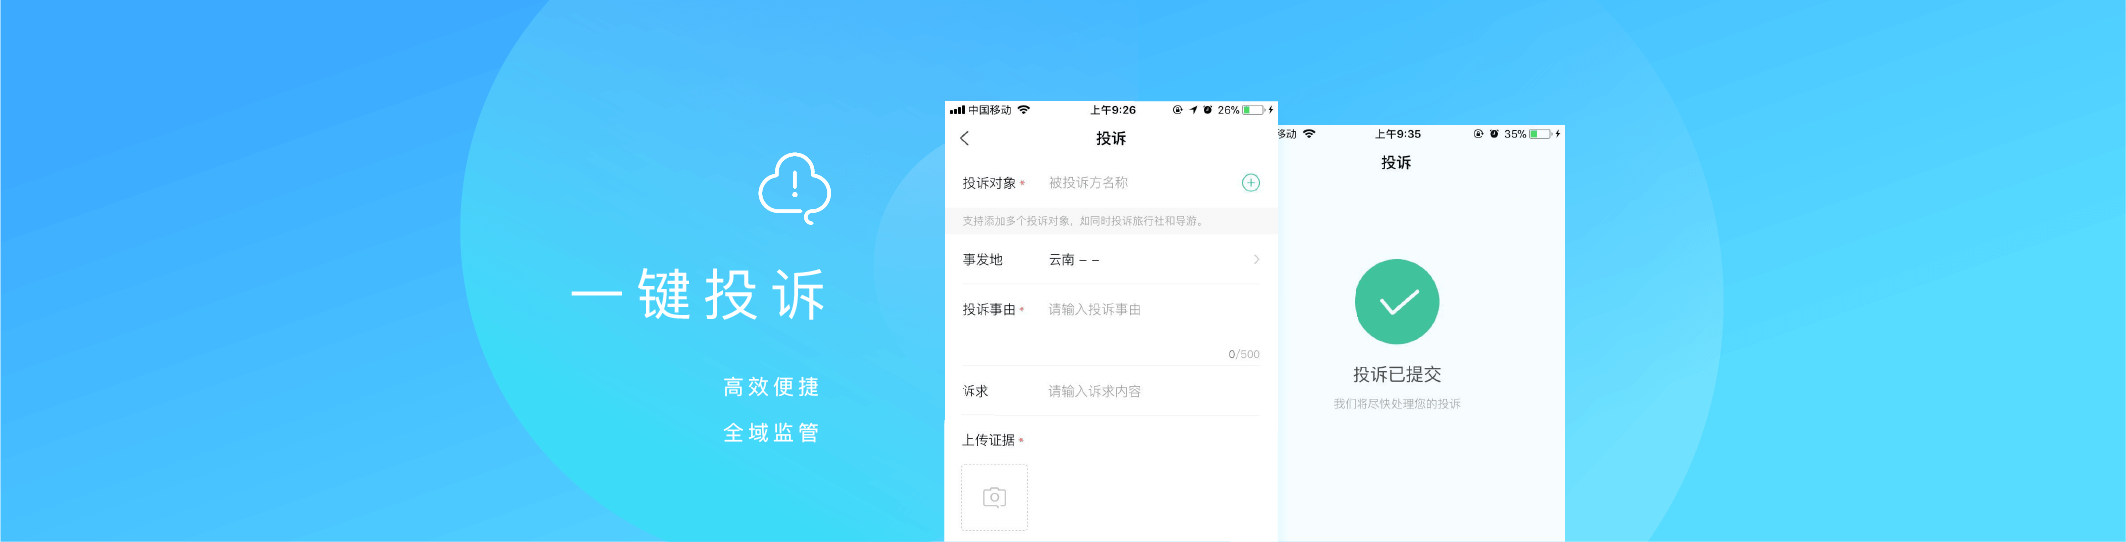 一键投诉
高效便捷
全域监管
中国移动 上午9:26 26%
投诉
投诉对象* 被投诉方名称
支持添加多个投诉对象，如同时投诉旅行社和导游。
事发地 云南 – –
投诉事由* 请输入投诉事由
0/500
诉求 请输入诉求内容
上传证据*
移动 上午9:35 35%
投诉
投诉已提交
我们将尽快处理您的投诉